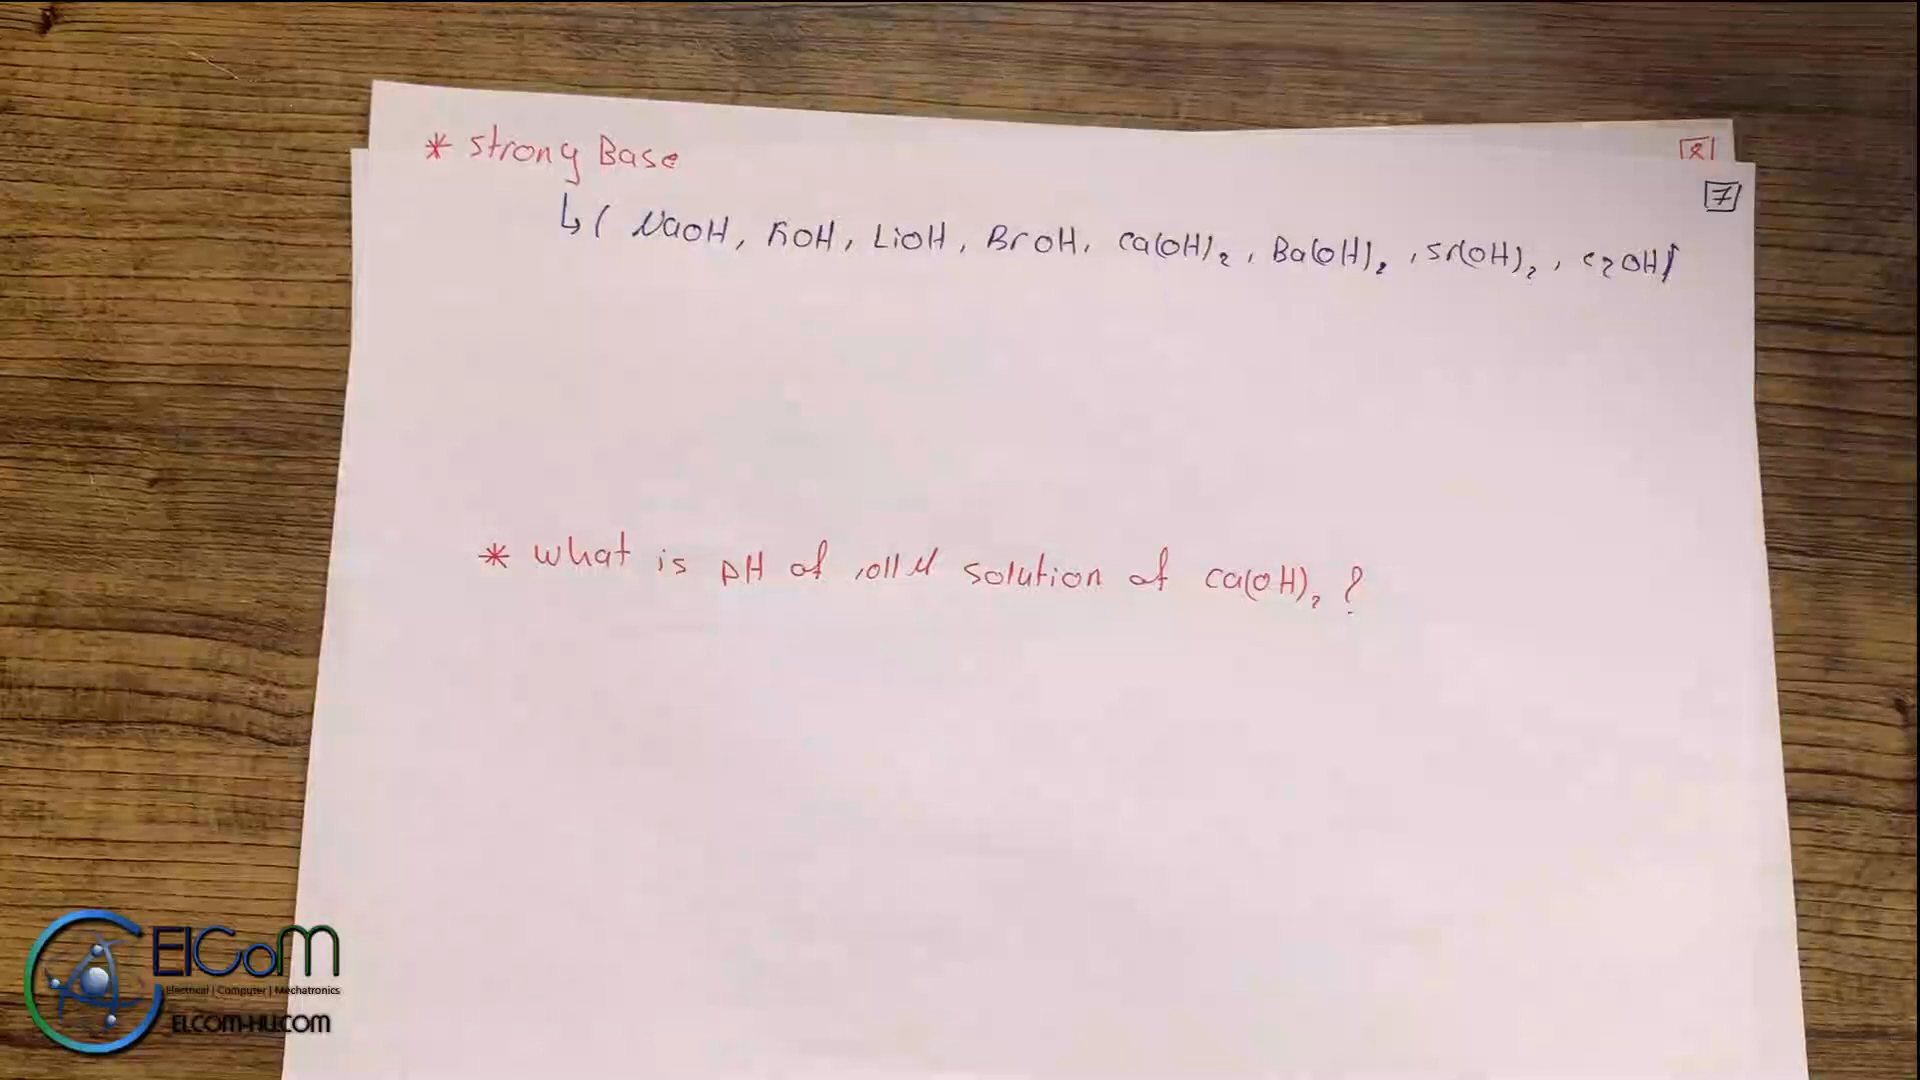 * strong Base
8
7
↳ ( NaOH, KOH, LiOH, BrOH, Ca(OH)₂, Ba(OH)₂, Sr(OH)₂,
* what is pH of .011 M solution of Ca(OH)₂ ?
ElCoM
Electrical | Computer | Mechatronics
ELCOM-HU.COM